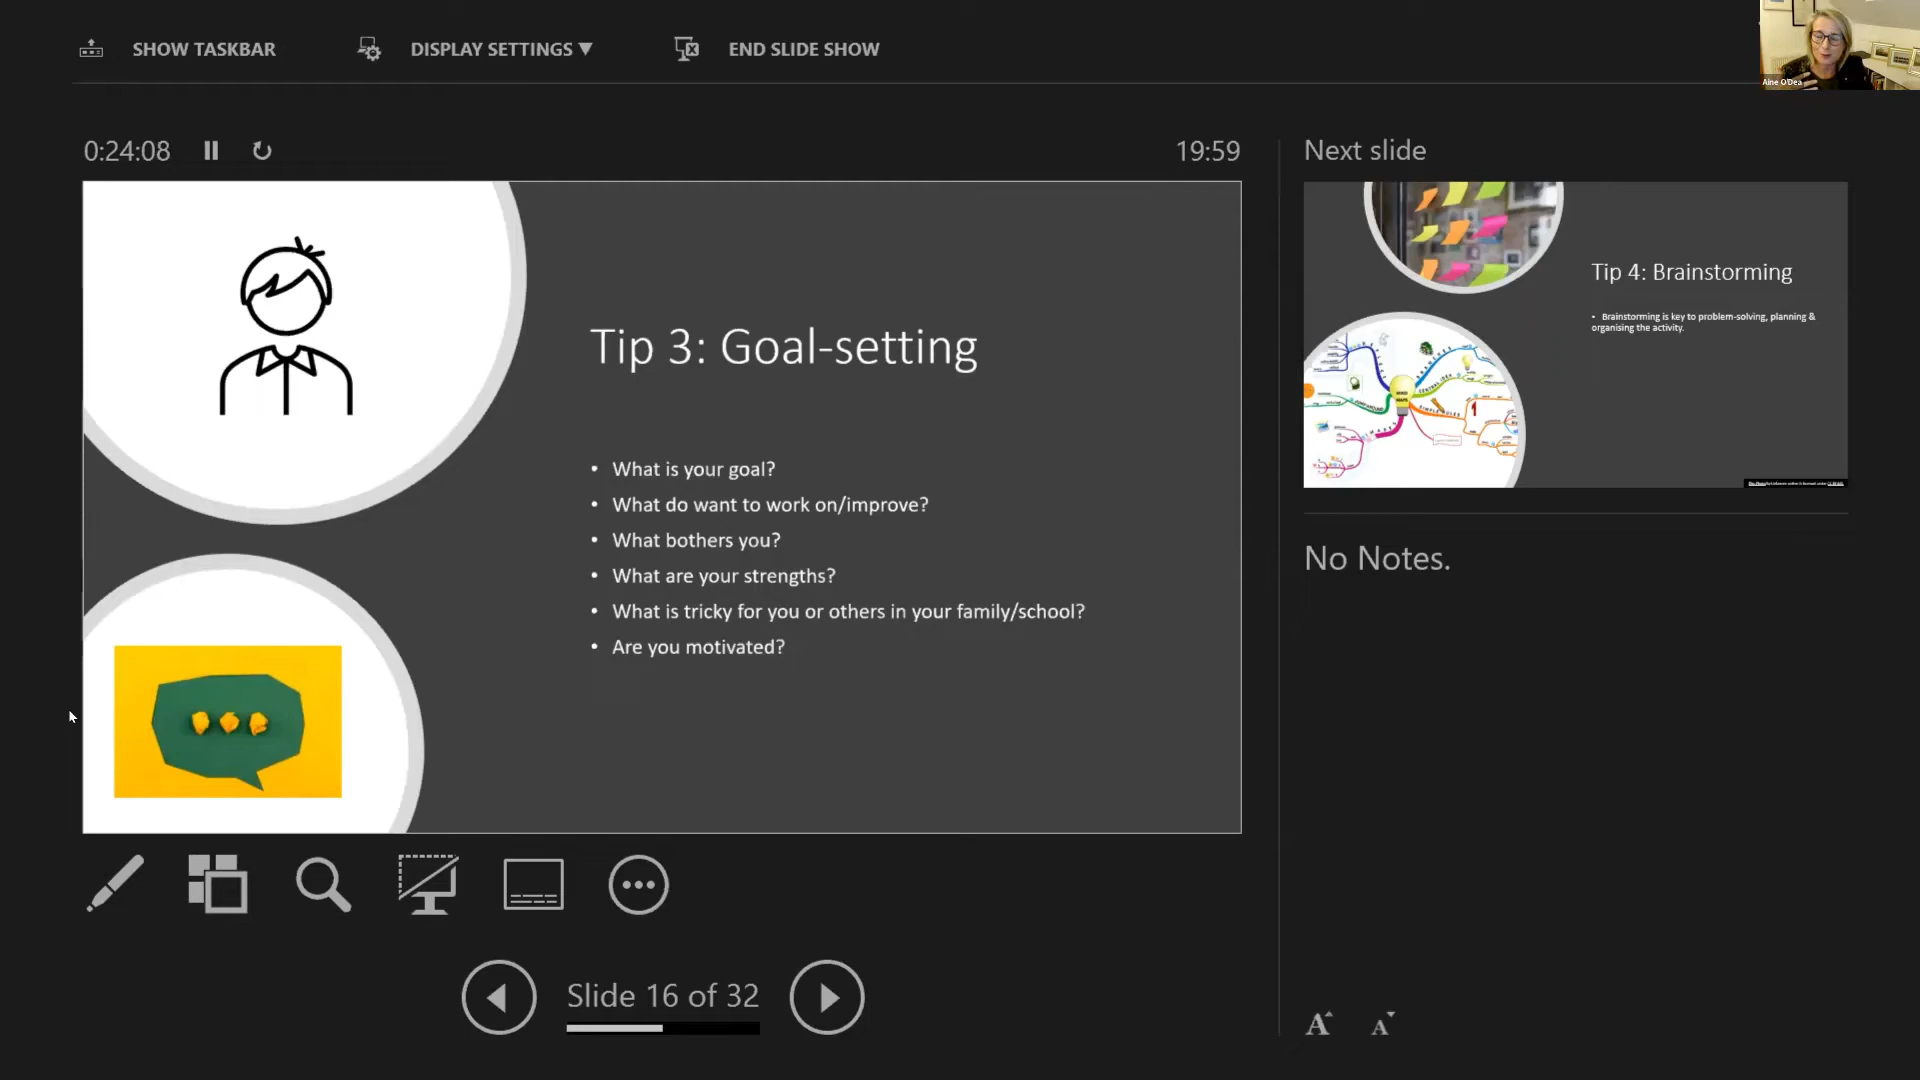 SHOW TASKBAR
DISPLAY SETTINGS ▼
END SLIDE SHOW
Aine O'Dea
0:24:08
19:59
Next slide
Tip 3: Goal-setting
• What is your goal?
• What do want to work on/improve?
• What bothers you?
• What are your strengths?
• What is tricky for you or others in your family/school?
• Are you motivated?
Tip 4: Brainstorming
• Brainstorming is key to problem-solving, planning &
organising the activity.
No Notes.
Slide 16 of 32
A A